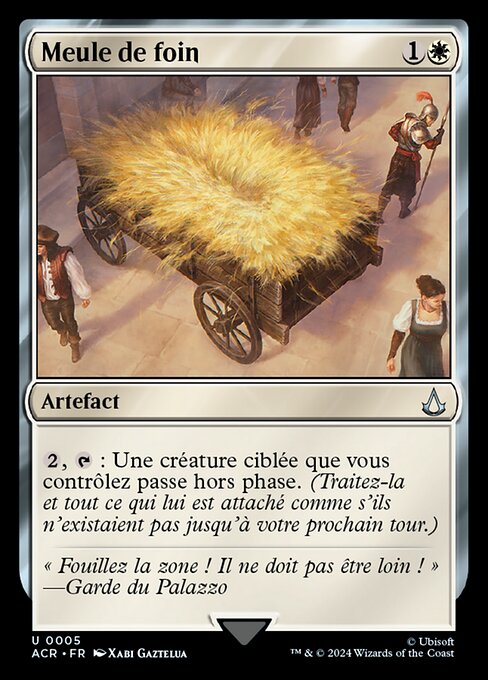 Meule de foin 1
Artefact
2, : Une créature ciblée que vous
contrôlez passe hors phase. (Traitez-la
et tout ce qui lui est attaché comme s'ils
n'existaient pas jusqu'à votre prochain tour.)
« Fouillez la zone ! Il ne doit pas être loin ! »
—Garde du Palazzo
U 0005
ACR • FR Xabi Gaztelua
© Ubisoft
™ & © 2024 Wizards of the Coast